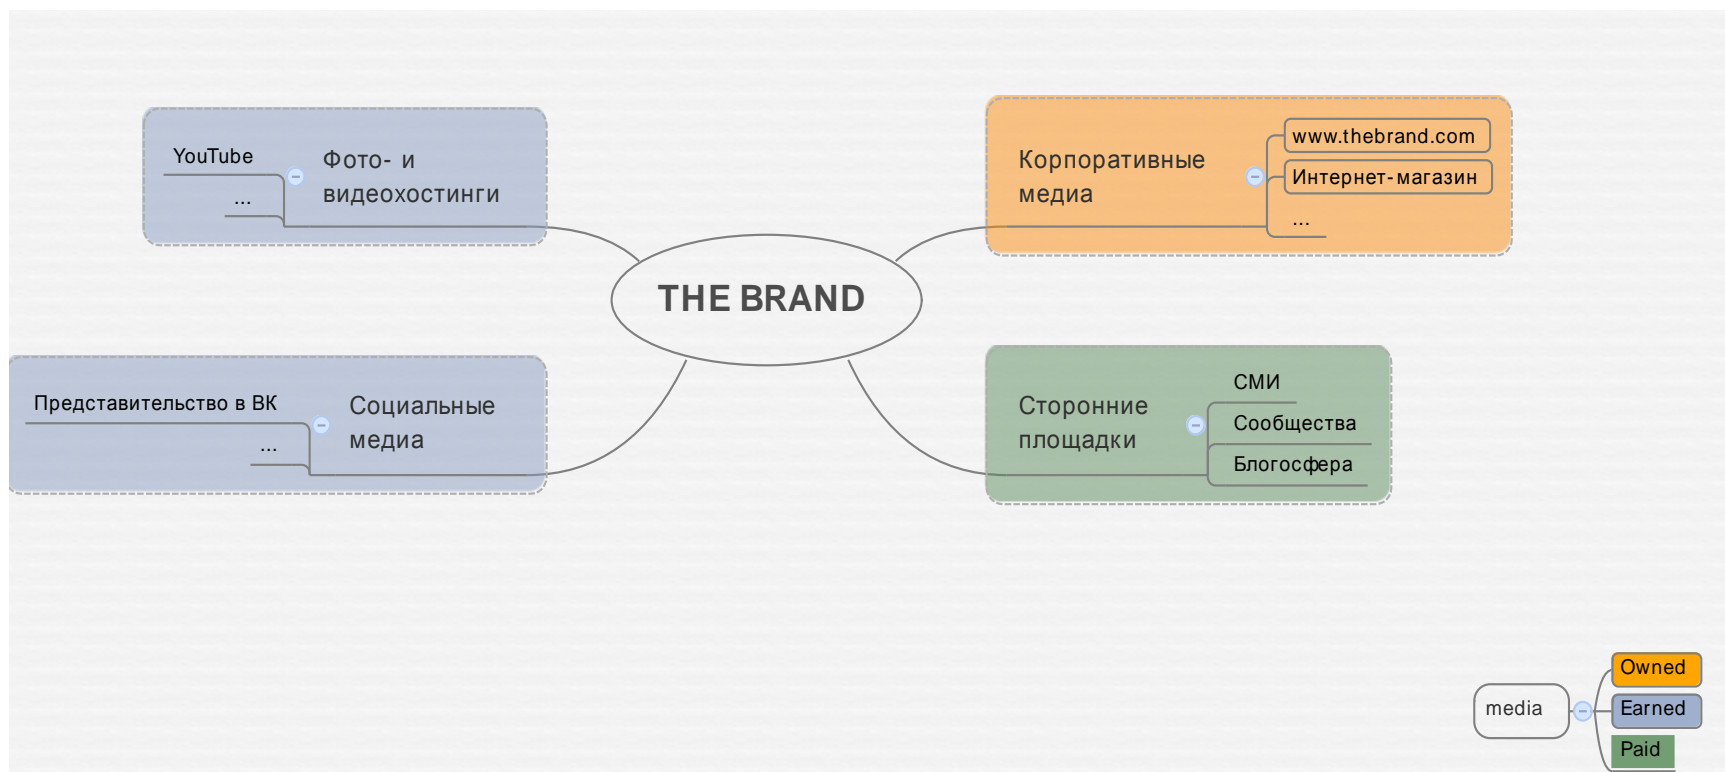 YouTube
...
Фото- и
видеохостинги
Корпоративные
медиа
www.thebrand.com
Интернет-магазин
...
THE BRAND
Представительство в ВК
...
Социальные
медиа
Сторонние
площадки
СМИ
Сообщества
Блогосфера
media
Owned
Earned
Paid